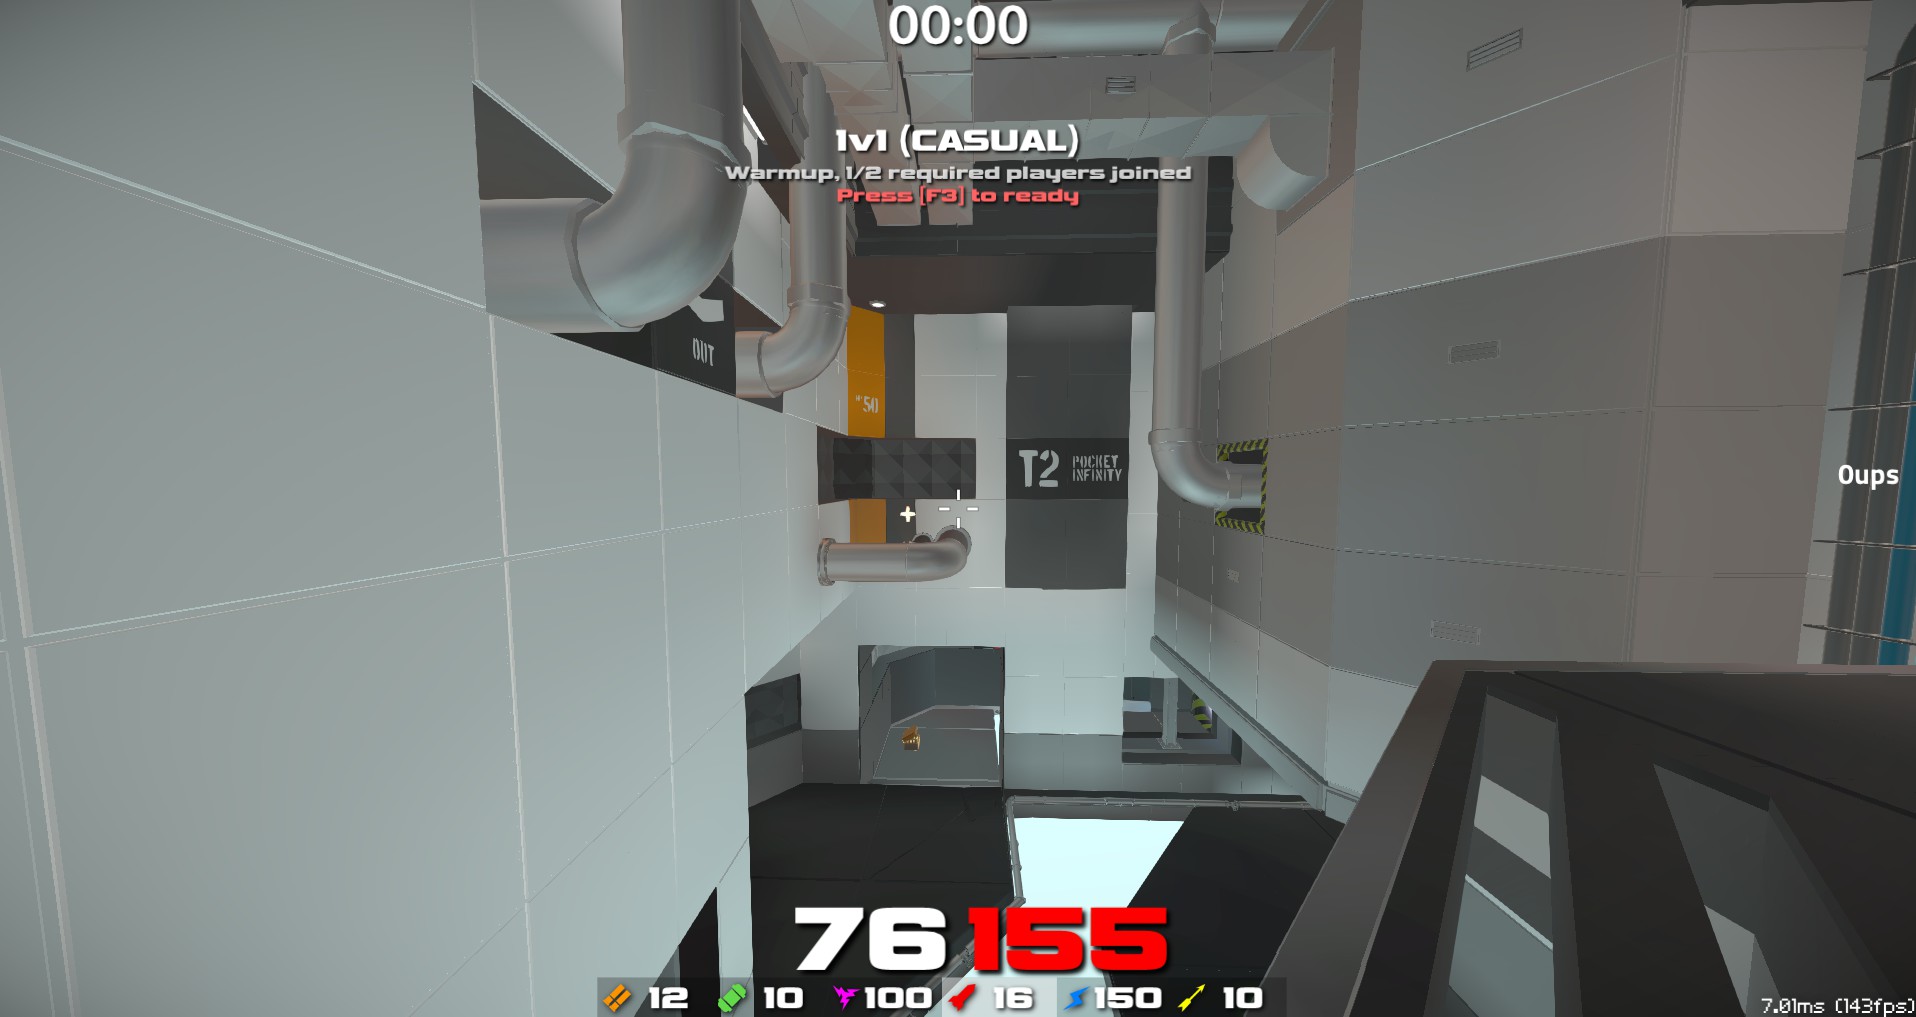 00:00
1v1 (CASUAL)
Warmup, 1/2 required players joined
Press [F3] to ready
OUT
50
T2 POCKET
INFINITY
Oups
76 155
12 10 100 16 150 10
7.01ms (143fps)